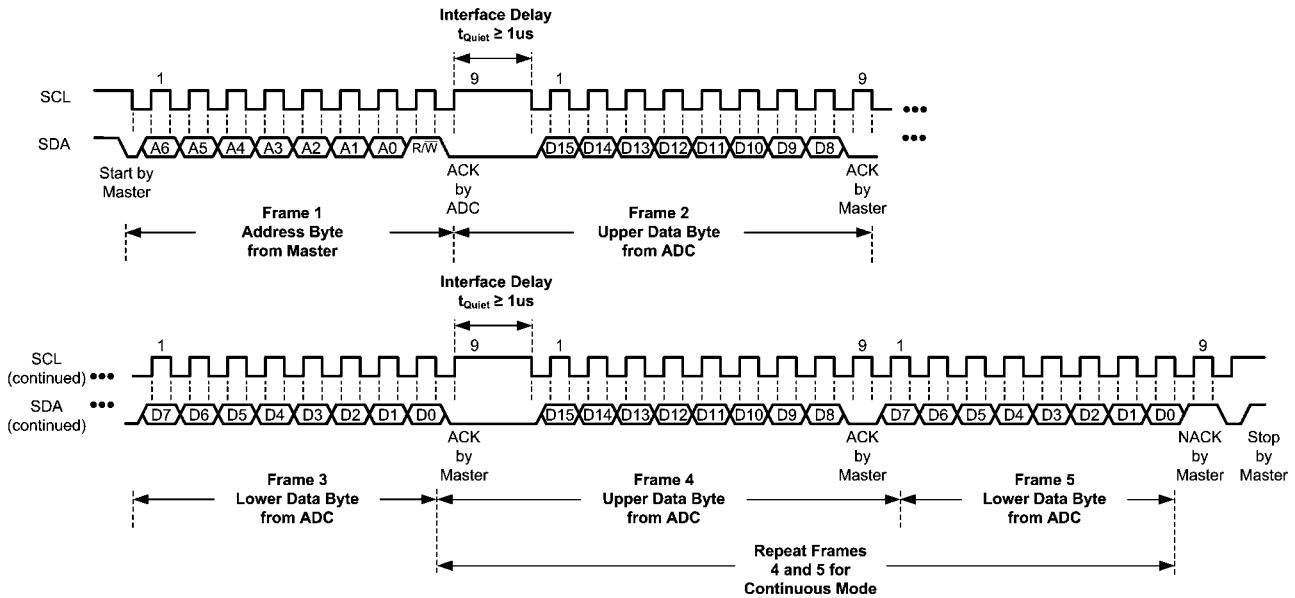 Interface Delay
tQuiet ≥ 1us
1 9 1 9
SCL
SDA
A6 A5 A4 A3 A2 A1 A0 R/W D15 D14 D13 D12 D11 D10 D9 D8
Start by
Master
ACK
by
ADC
ACK
by
Master
Frame 1
Address Byte
from Master
Frame 2
Upper Data Byte
from ADC
Interface Delay
tQuiet ≥ 1us
1 9 1 9 1 9
SCL
(continued)
SDA
(continued)
D7 D6 D5 D4 D3 D2 D1 D0 D15 D14 D13 D12 D11 D10 D9 D8 D7 D6 D5 D4 D3 D2 D1 D0
ACK
by
Master
ACK
by
Master
NACK
by
Master
Stop
by
Master
Frame 3
Lower Data Byte
from ADC
Frame 4
Upper Data Byte
from ADC
Frame 5
Lower Data Byte
from ADC
Repeat Frames
4 and 5 for
Continuous Mode